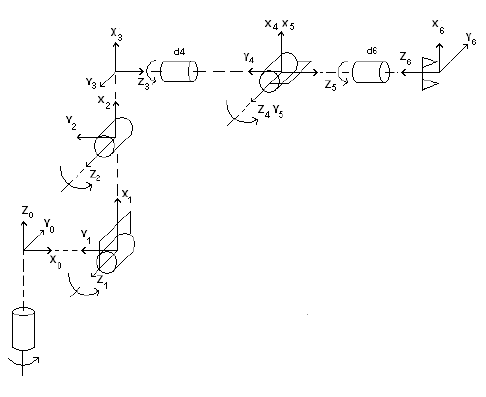 X₃
d4
X₄ X₅
d6
X₆
Y₆
Y₃
Z₃
Y₄
Z₅
Z₆
X₂
Z₄ Y₅
Y₂
Z₂
X₁
Z₀
Y₀
Y₁
X₀
Z₁